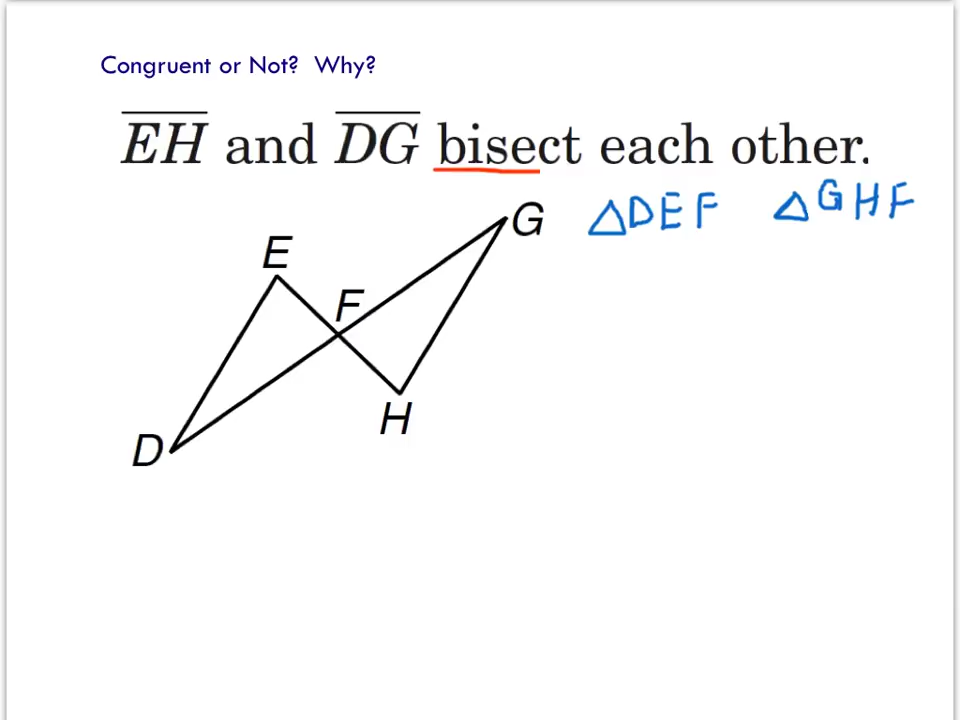 Congruent or Not?  Why?
EH and DG bisect each other.
△DEF △GHF
G
E
F
H
D